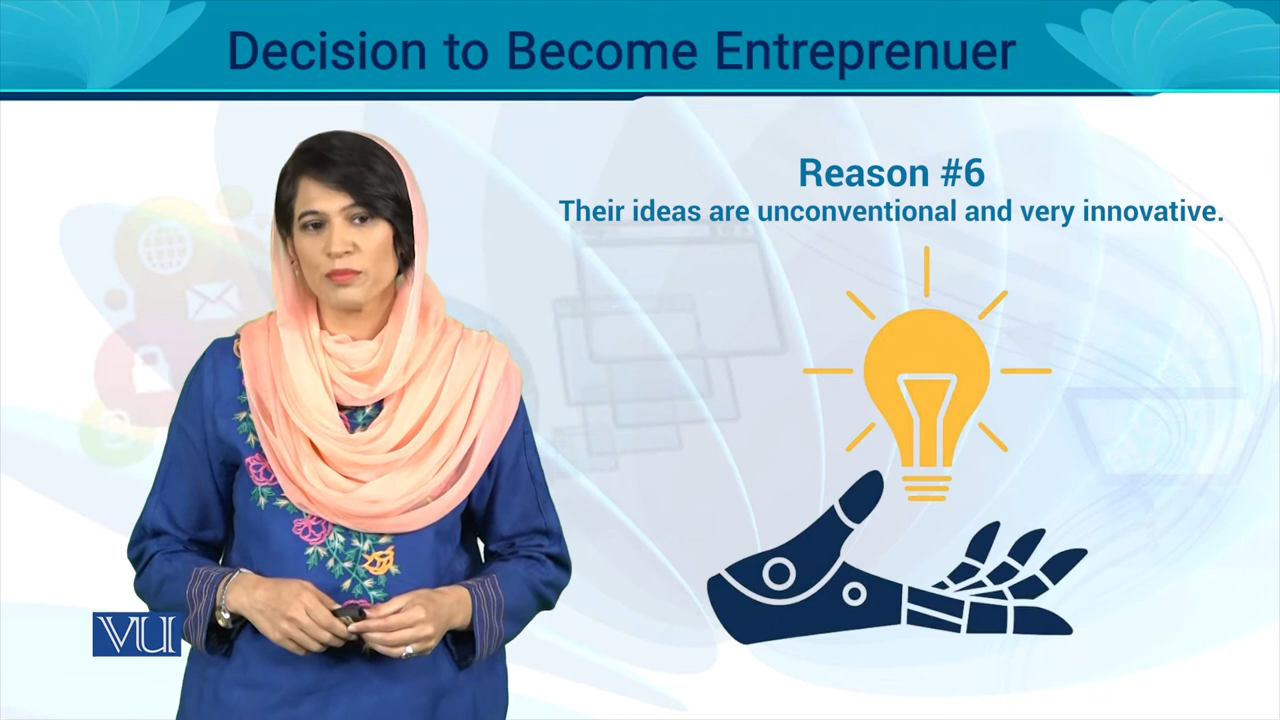 Decision to Become Entreprenuer
Reason #6
Their ideas are unconventional and very innovative.
VU